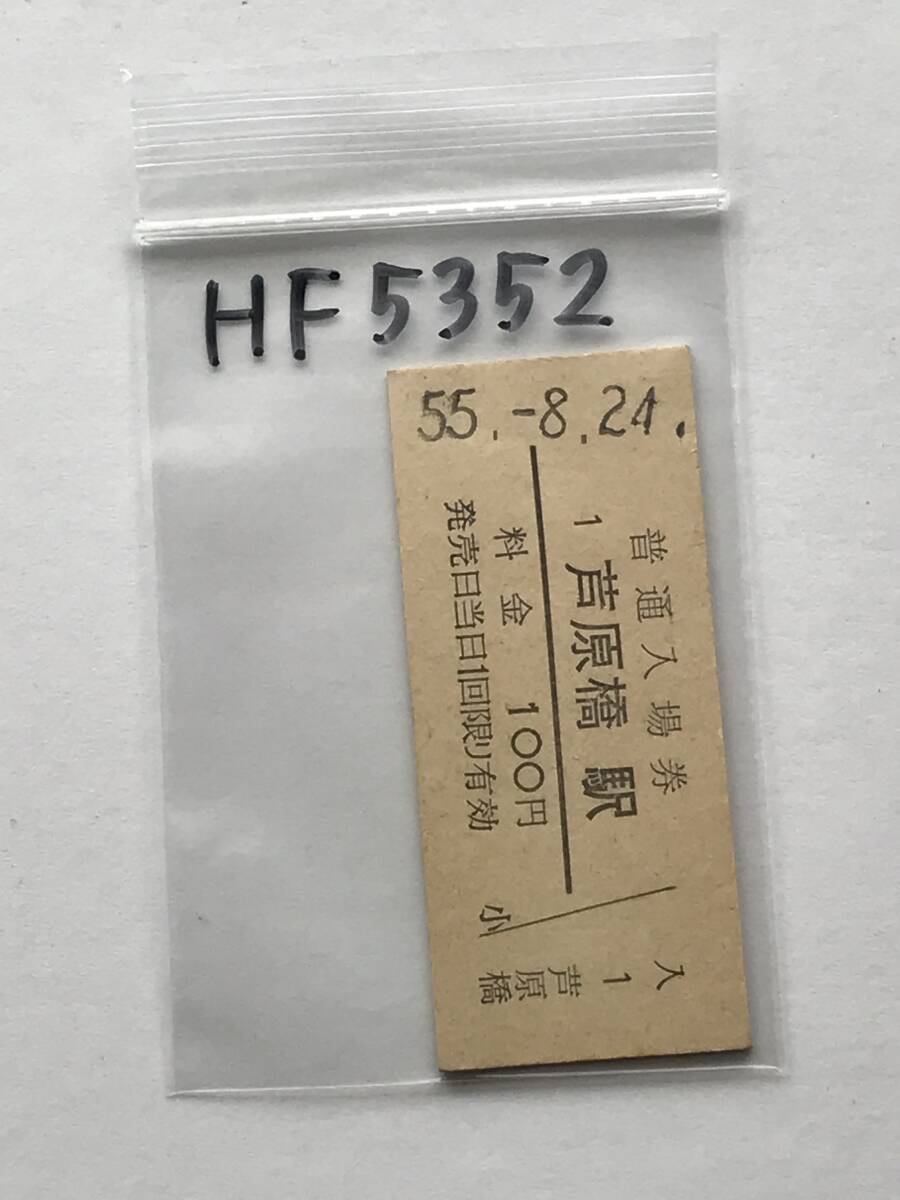 HF5352
55.-8.24.
普通入場券
1 芦原橋 駅
料金 100円
発売日当日1回限り有効
小
入
1
芦原橋